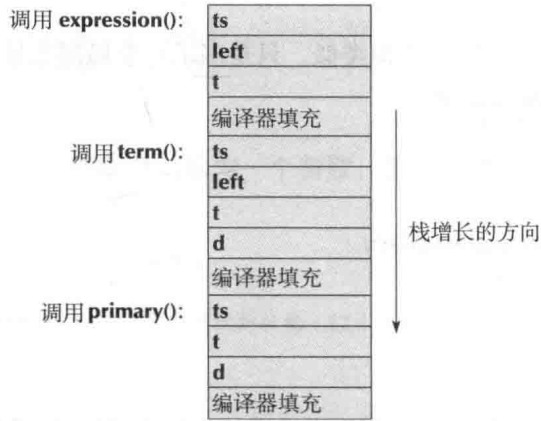 调用 expression(): ts
left
t
编译器填充
调用 term(): ts
left
t
d
编译器填充
栈增长的方向
调用 primary(): ts
t
d
编译器填充